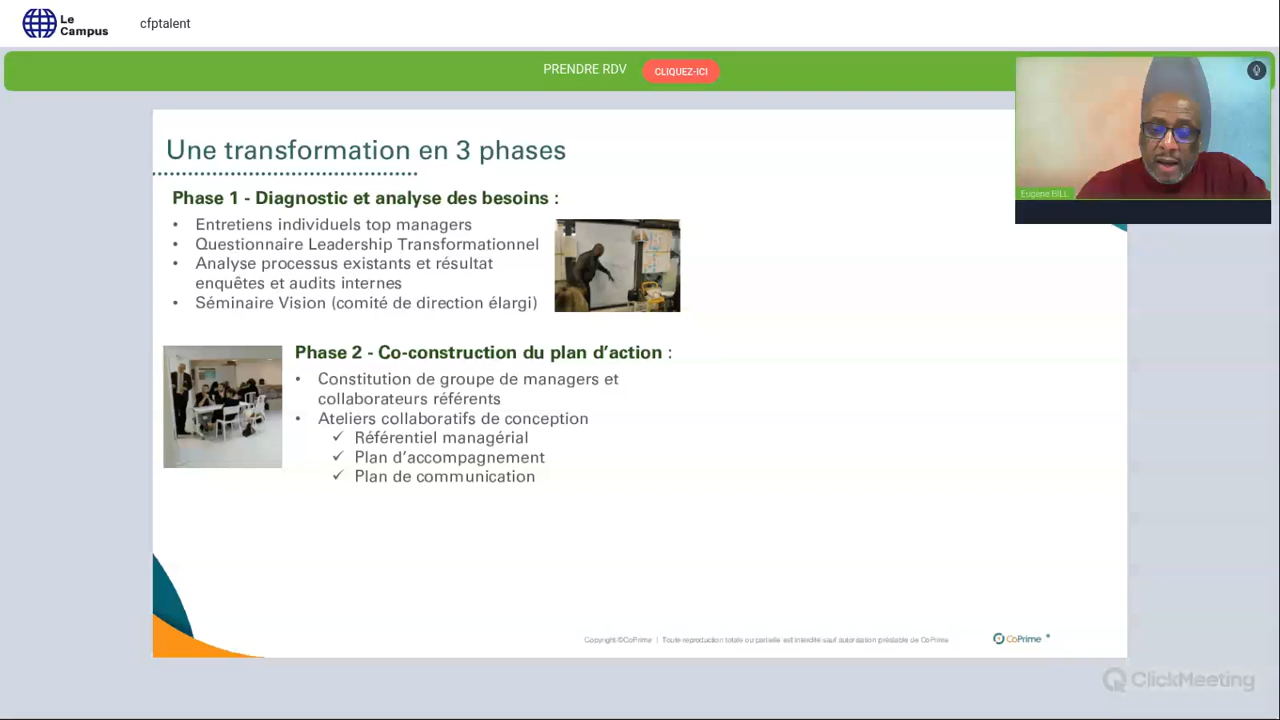 Le
Campus
cfptalent
PRENDRE RDV
CLIQUEZ-ICI
Eugene BILL
Une transformation en 3 phases
Phase 1 - Diagnostic et analyse des besoins :
• Entretiens individuels top managers
• Questionnaire Leadership Transformationnel
• Analyse processus existants et résultat
enquêtes et audits internes
• Séminaire Vision (comité de direction élargi)
Phase 2 - Co-construction du plan d’action :
• Constitution de groupe de managers et
collaborateurs référents
• Ateliers collaboratifs de conception
✓ Référentiel managérial
✓ Plan d’accompagnement
✓ Plan de communication
Copyright ©CoPrime | Toute reproduction totale ou partielle est interdite sauf autorisation préalable de CoPrime
CoPrime
ClickMeeting